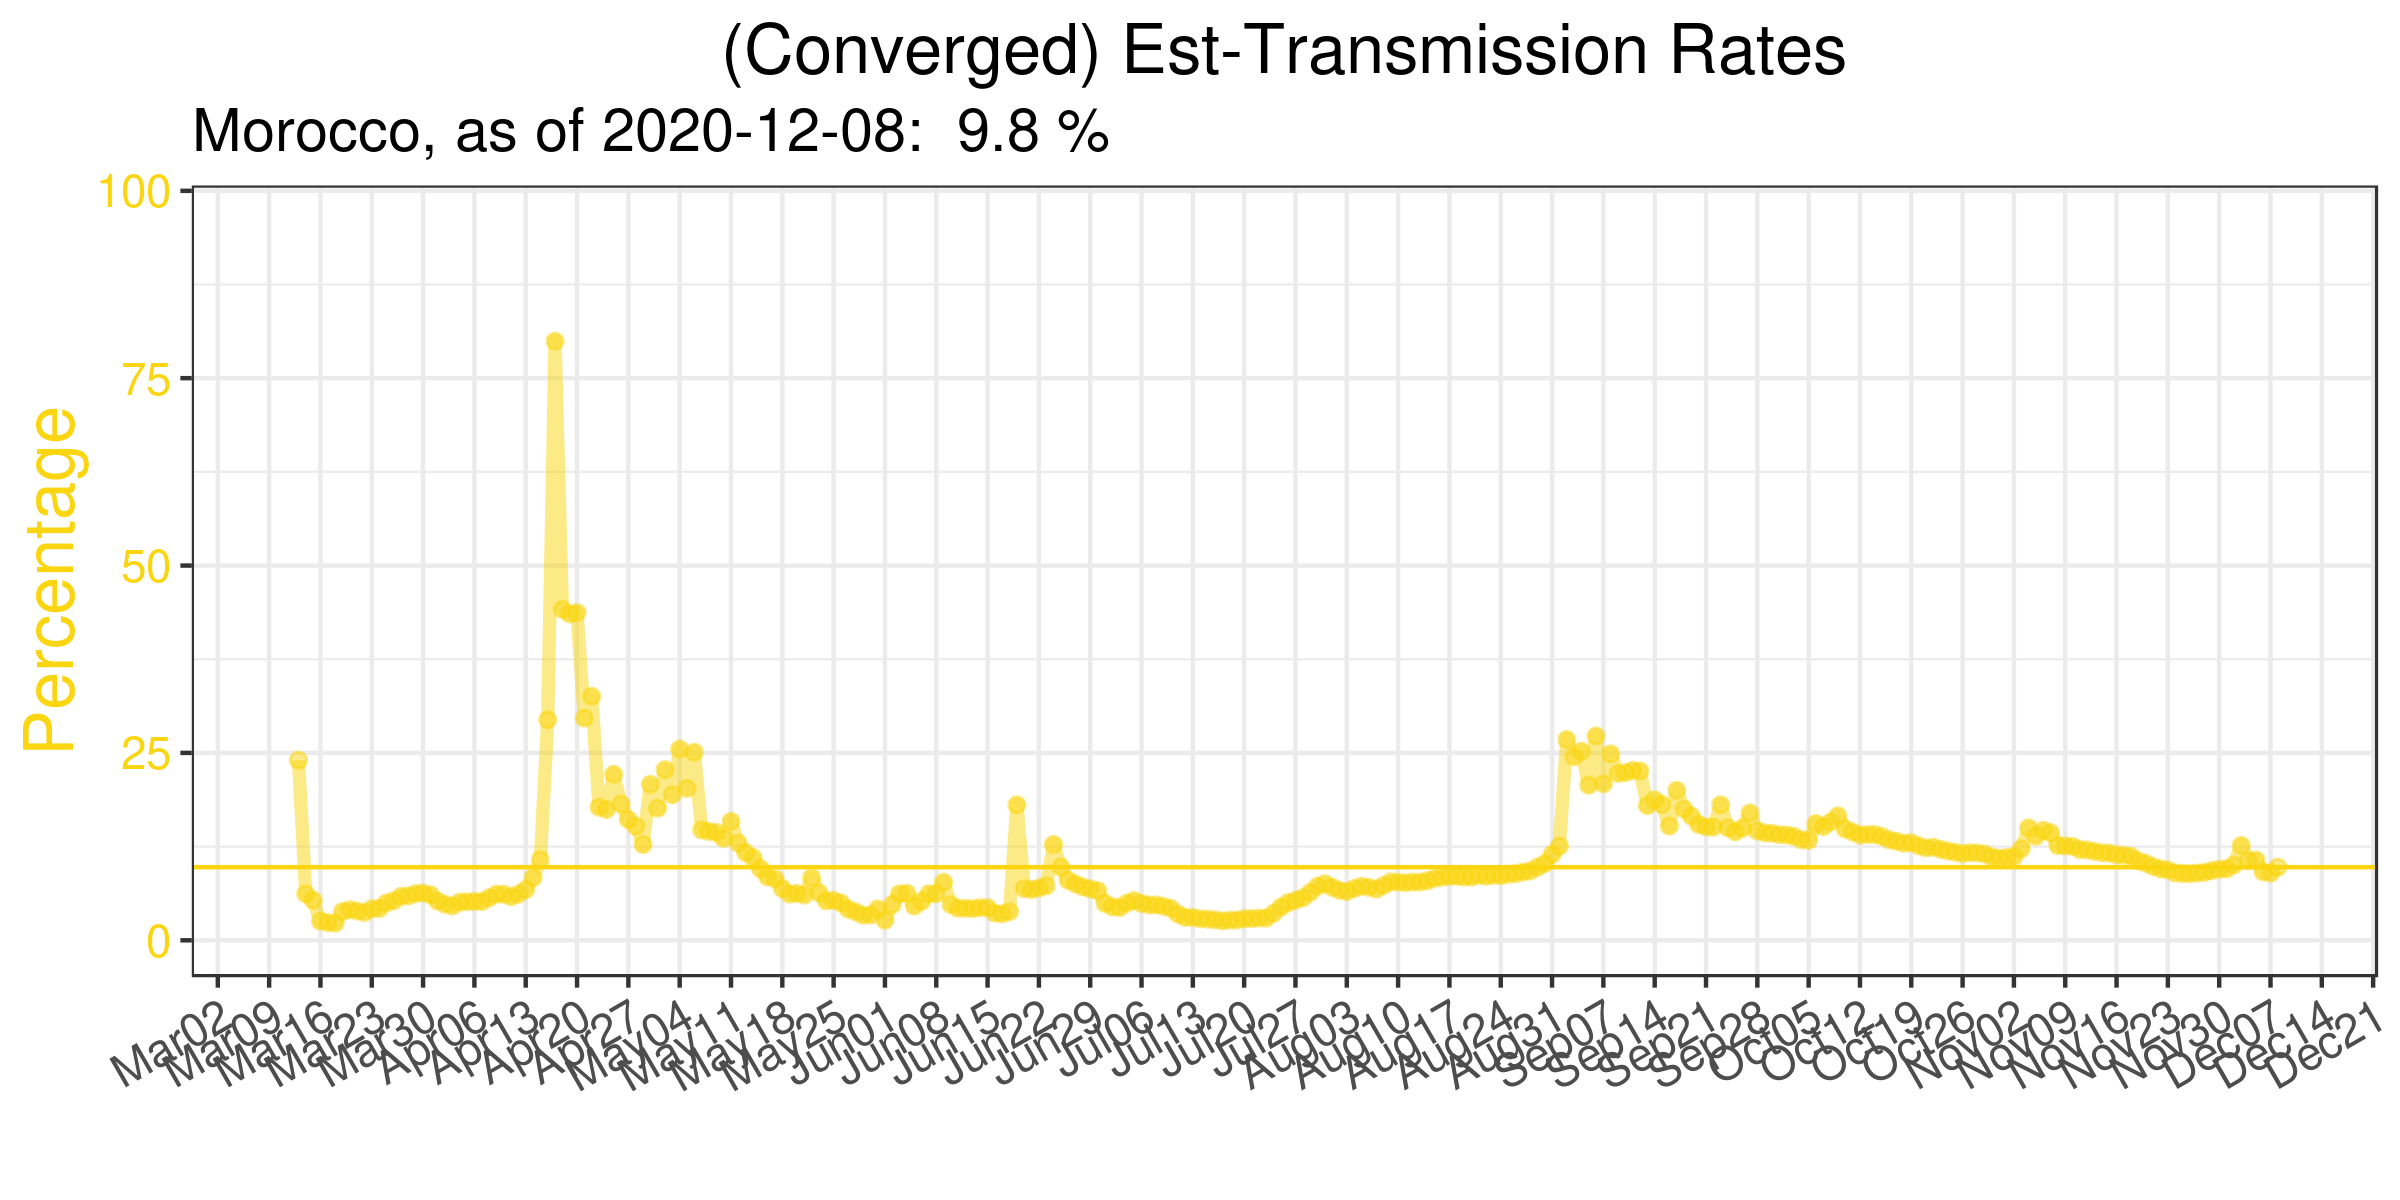 (Converged) Est-Transmission Rates
Morocco, as of 2020-12-08:  9.8 %
Percentage
100
75
50
25
0
Mar02
Mar09
Mar16
Mar23
Mar30
Apr06
Apr13
Apr20
Apr27
May04
May11
May18
May25
Jun01
Jun08
Jun15
Jun22
Jun29
Jul06
Jul13
Jul20
Jul27
Aug03
Aug10
Aug17
Aug24
Aug31
Sep07
Sep14
Sep21
Sep28
Oct05
Oct12
Oct19
Oct26
Nov02
Nov09
Nov16
Nov23
Nov30
Dec07
Dec14
Dec21